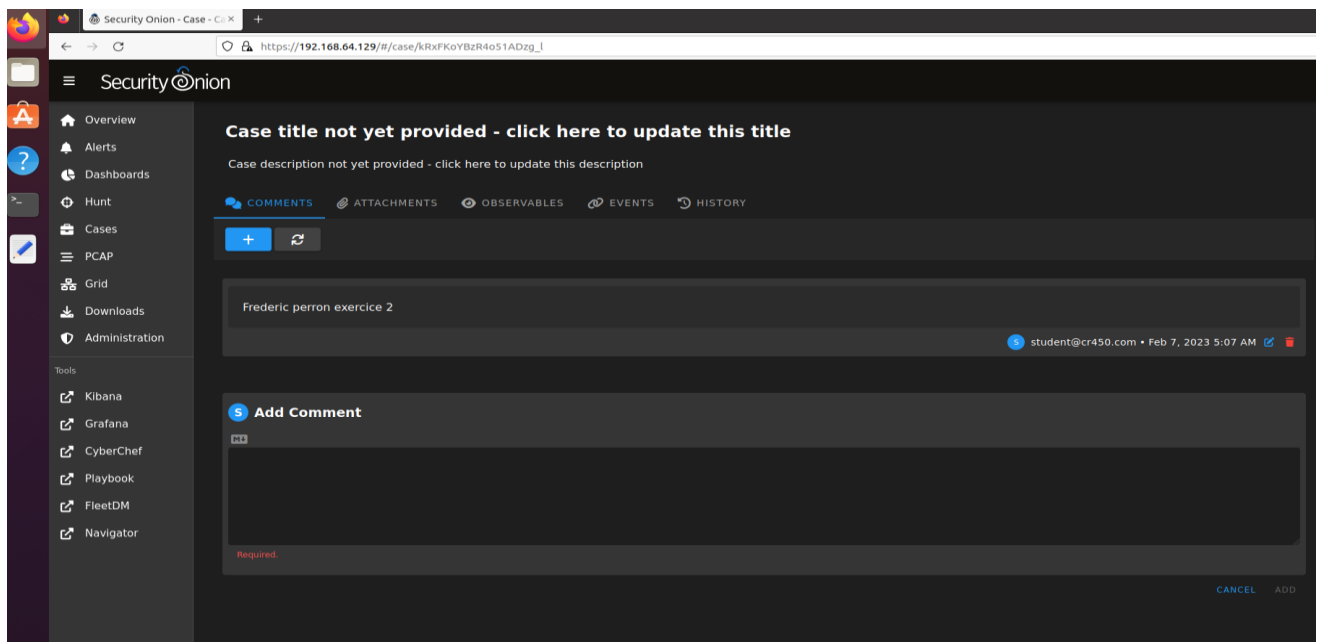 Security Onion - Case - Ca
https://192.168.64.129/#/case/kRxFKoYBzR4o51ADzg_l
Security Onion
Overview
Alerts
Dashboards
Hunt
Cases
PCAP
Grid
Downloads
Administration
Tools
Kibana
Grafana
CyberChef
Playbook
FleetDM
Navigator
Case title not yet provided - click here to update this title
Case description not yet provided - click here to update this description
COMMENTS ATTACHMENTS OBSERVABLES EVENTS HISTORY
Frederic perron exercice 2
S student@cr450.com • Feb 7, 2023 5:07 AM
S Add Comment
Required.
CANCEL ADD